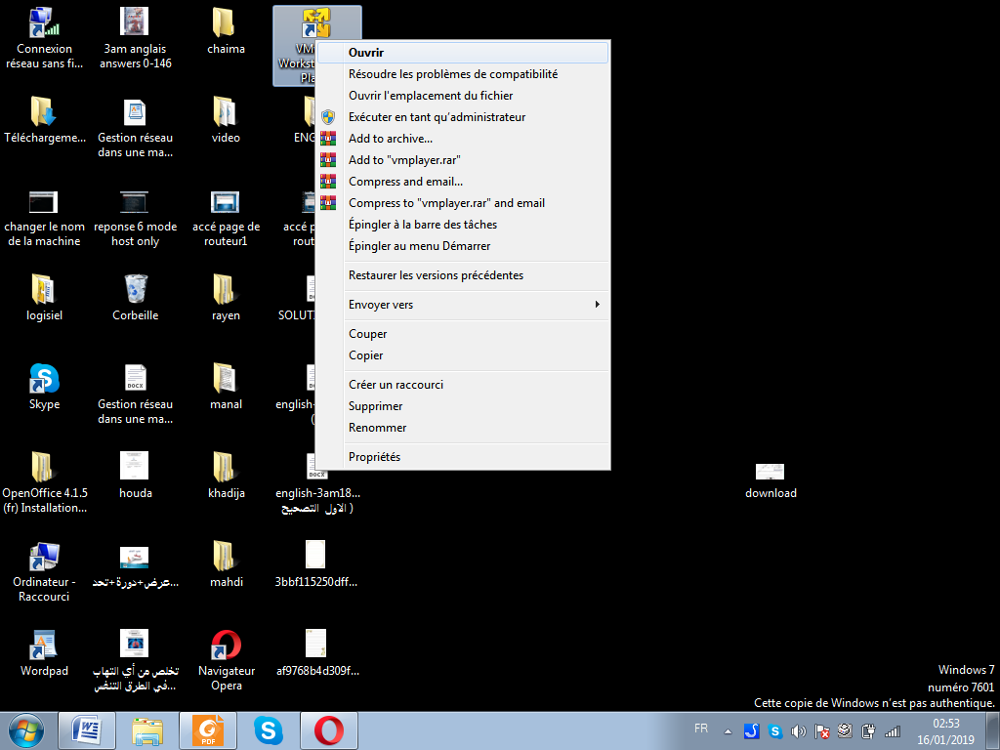 Connexion
réseau sans fi...
3am anglais
answers 0-146
chaima
VM
Workst
Pla
Ouvrir
Résoudre les problèmes de compatibilité
Ouvrir l'emplacement du fichier
Exécuter en tant qu'administrateur
Add to archive...
Add to "vmplayer.rar"
Compress and email...
Compress to "vmplayer.rar" and email
Épingler à la barre des tâches
Épingler au menu Démarrer
Restaurer les versions précédentes
Envoyer vers
Couper
Copier
Créer un raccourci
Supprimer
Renommer
Propriétés
Téléchargeme...
Gestion réseau
dans une ma...
video
ENG
changer le nom
de la machine
reponse 6 mode
host only
accé page de
routeur1
accé p
rout
logisiel
Corbeille
rayen
SOLUT
Skype
DOCX
Gestion réseau
dans une ma...
manal
english-
(
OpenOffice 4.1.5
(fr) Installation...
houda
khadija
DOCX
english-3am18...
الاول التصحيح )
download
Ordinateur -
Raccourci
عرض+دورة+تحد...
mahdi
3bbf115250dff...
Wordpad
تخلص من أي التهاب
في الطرق التنفس...
Navigateur
Opera
af9768b4d309f...
Windows 7
numéro 7601
Cette copie de Windows n'est pas authentique.
PDF
FR
02:53
16/01/2019